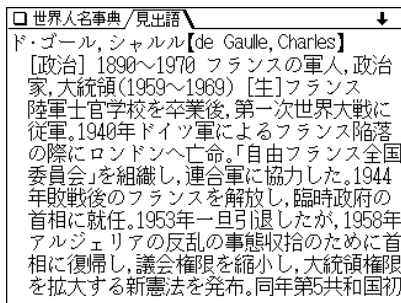 世界人名事典/見出語
ド・ゴール,シャルル【de Gaulle,Charles】
[政治] 1890~1970 フランスの軍人,政治
家,大統領(1959~1969) [生]フランス
陸軍士官学校を卒業後,第一次世界大戦に
従軍。1940年ドイツ軍によるフランス陥落
の際にロンドンへ亡命。「自由フランス全国
委員会」を組織し,連合軍に協力した。1944
年敗戦後のフランスを解放し,臨時政府の
首相に就任。1953年一旦引退したが,1958年
アルジェリアの反乱の事態収拾のために首
相に復帰し,議会権限を縮小し,大統領権限
を拡大する新憲法を発布。同年第5共和国初